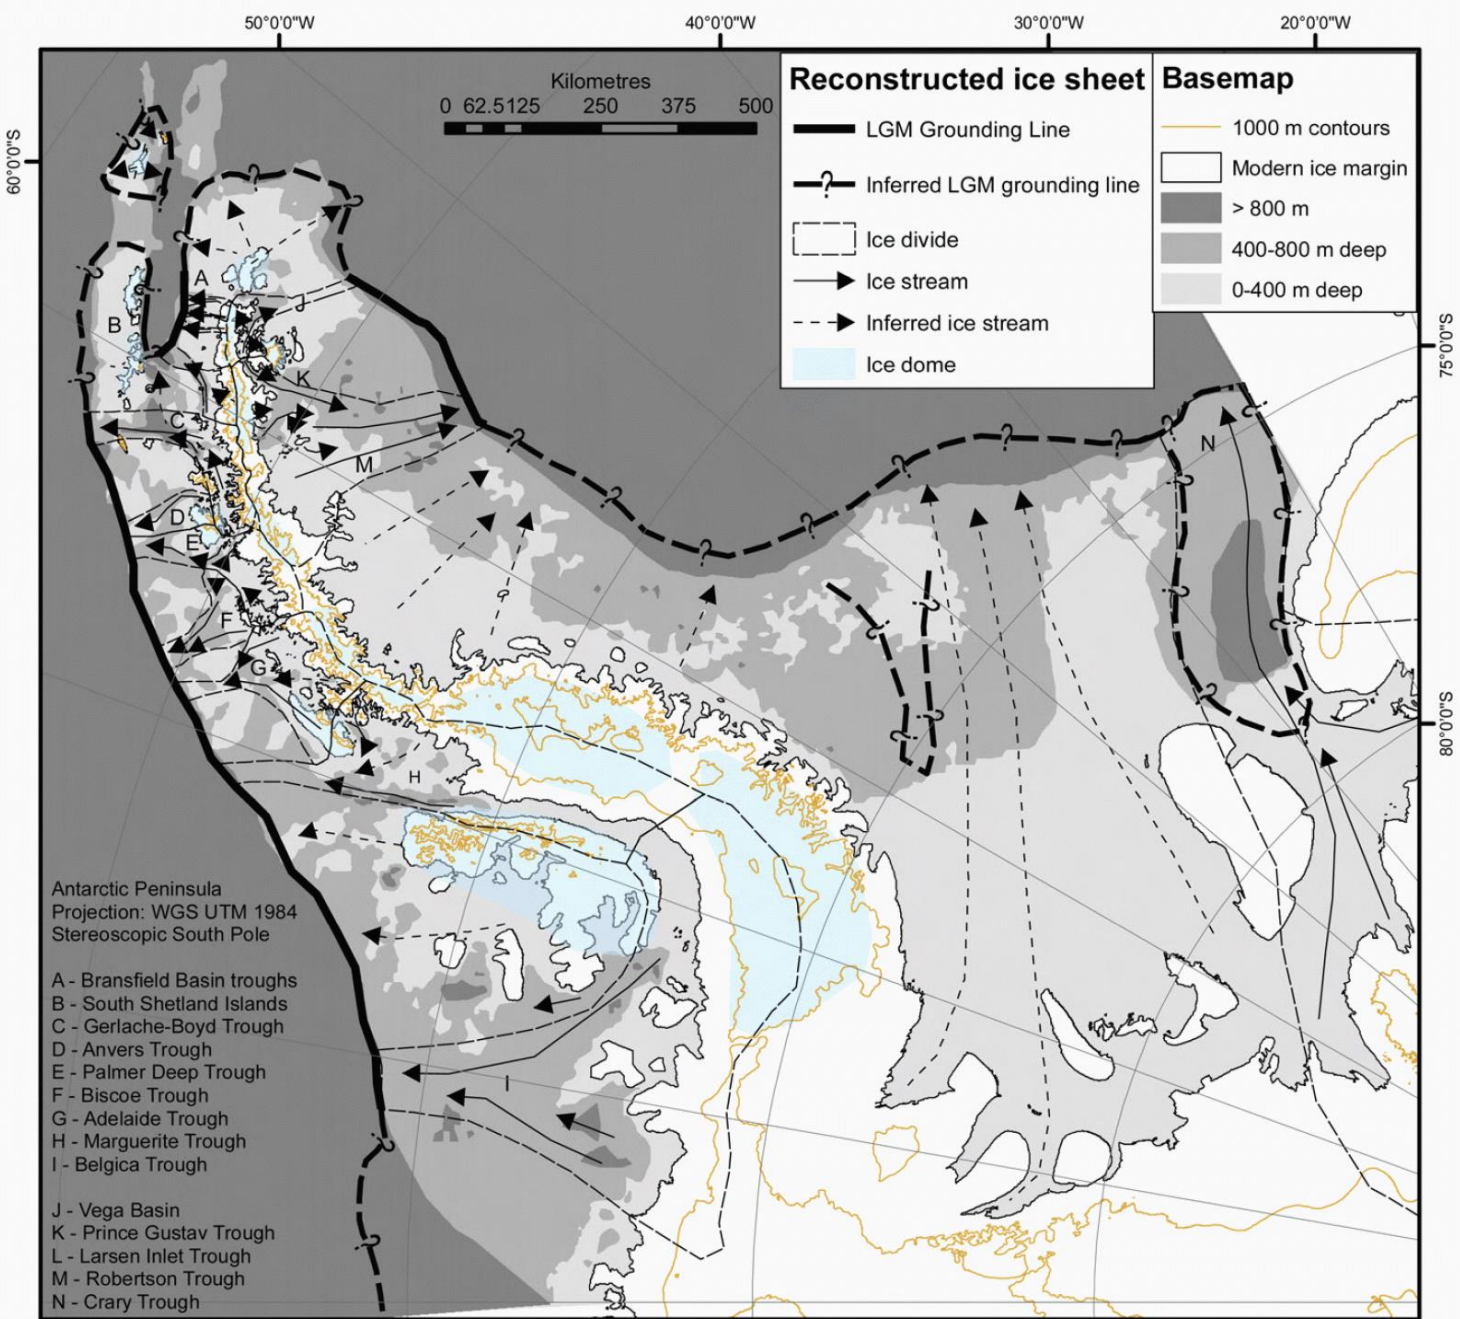 50°0'0"W 40°0'0"W 30°0'0"W 20°0'0"W
60°0'0"S
75°0'0"S
80°0'0"S
Kilometres
0 62.5 125 250 375 500
Reconstructed ice sheet
LGM Grounding Line
? Inferred LGM grounding line
Ice divide
Ice stream
Inferred ice stream
Ice dome
Basemap
1000 m contours
Modern ice margin
> 800 m
400-800 m deep
0-400 m deep
A
J
B
K
C
M
N
D
E
F
G
H
I
Antarctic Peninsula
Projection: WGS UTM 1984
Stereoscopic South Pole
A - Bransfield Basin troughs
B - South Shetland Islands
C - Gerlache-Boyd Trough
D - Anvers Trough
E - Palmer Deep Trough
F - Biscoe Trough
G - Adelaide Trough
H - Marguerite Trough
I - Belgica Trough
J - Vega Basin
K - Prince Gustav Trough
L - Larsen Inlet Trough
M - Robertson Trough
N - Crary Trough